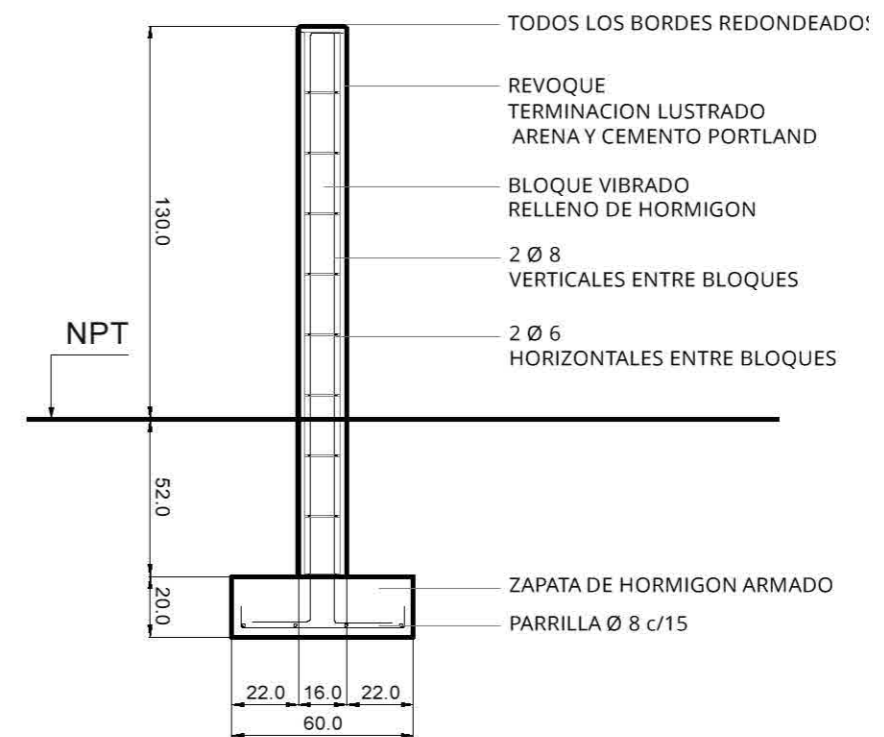 TODOS LOS BORDES REDONDEADOS
REVOQUE
TERMINACION LUSTRADO
ARENA Y CEMENTO PORTLAND
BLOQUE VIBRADO
RELLENO DE HORMIGON
130.0
2 Ø 8
VERTICALES ENTRE BLOQUES
NPT
2 Ø 6
HORIZONTALES ENTRE BLOQUES
52.0
20.0
ZAPATA DE HORMIGON ARMADO
PARRILLA Ø 8 c/15
22.0 16.0 22.0
60.0